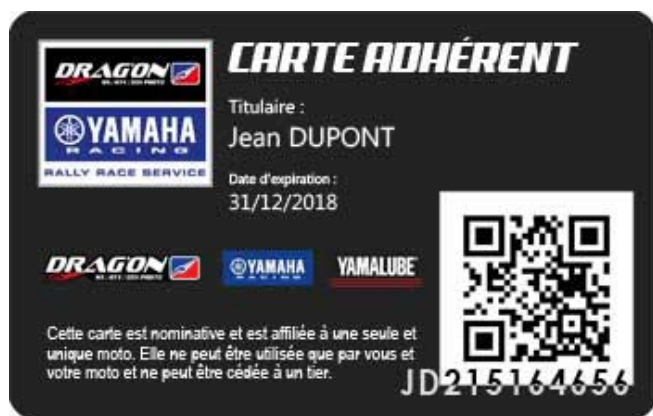 CARTE ADHÉRENT
DRAGON
YAMAHA
RACING
RALLY RACE SERVICE
Titulaire :
Jean DUPONT
Date d'expiration :
31/12/2018
DRAGON
YAMAHA
YAMALUBE
Cette carte est nominative et est affiliée à une seule et
unique moto. Elle ne peut être utilisée que par vous et
votre moto et ne peut être cédée à un tier.
JD215164656